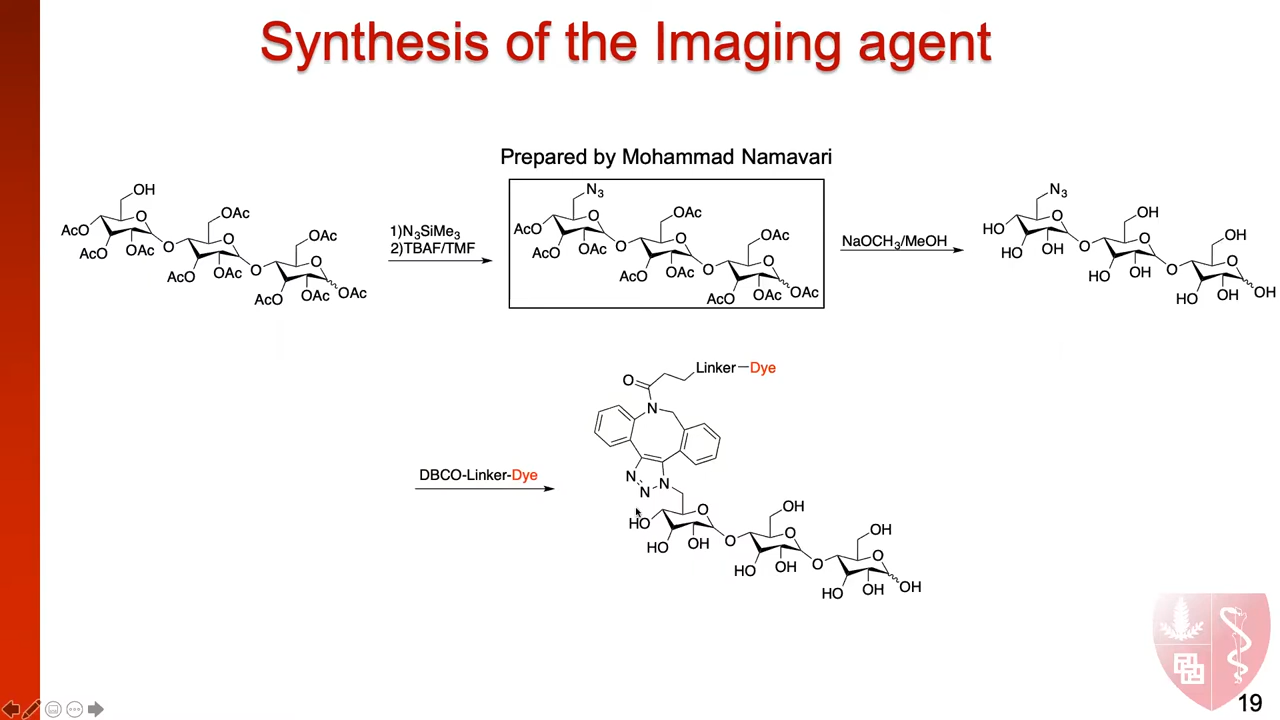 Synthesis of the Imaging agent
Prepared by Mohammad Namavari
OH
AcO
O
OAc
AcO
OAc
O
O
OAc
AcO
OAc
O
O
AcO
OAc
OAc
1)N₃SiMe₃
2)TBAF/TMF
N₃
AcO
O
OAc
AcO
OAc
O
O
OAc
AcO
OAc
O
O
AcO
OAc
OAc
NaOCH₃/MeOH
N₃
HO
O
OH
HO
OH
O
O
OH
HO
OH
O
O
HO
OH
OH
DBCO-Linker-Dye
Linker—Dye
O
N
N
N
N
HO
O
OH
HO
OH
O
O
OH
HO
OH
O
O
HO
OH
OH
19